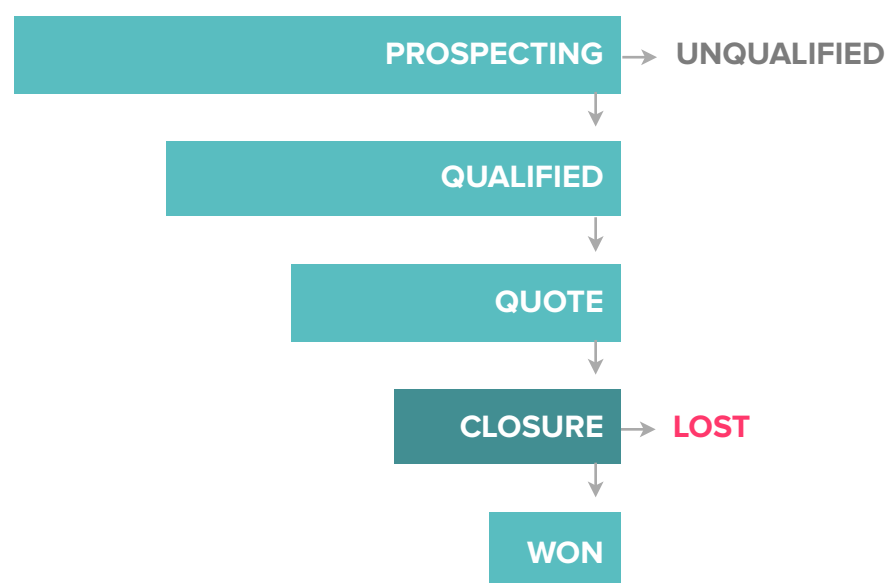 PROSPECTING
UNQUALIFIED
QUALIFIED
QUOTE
CLOSURE
LOST
WON